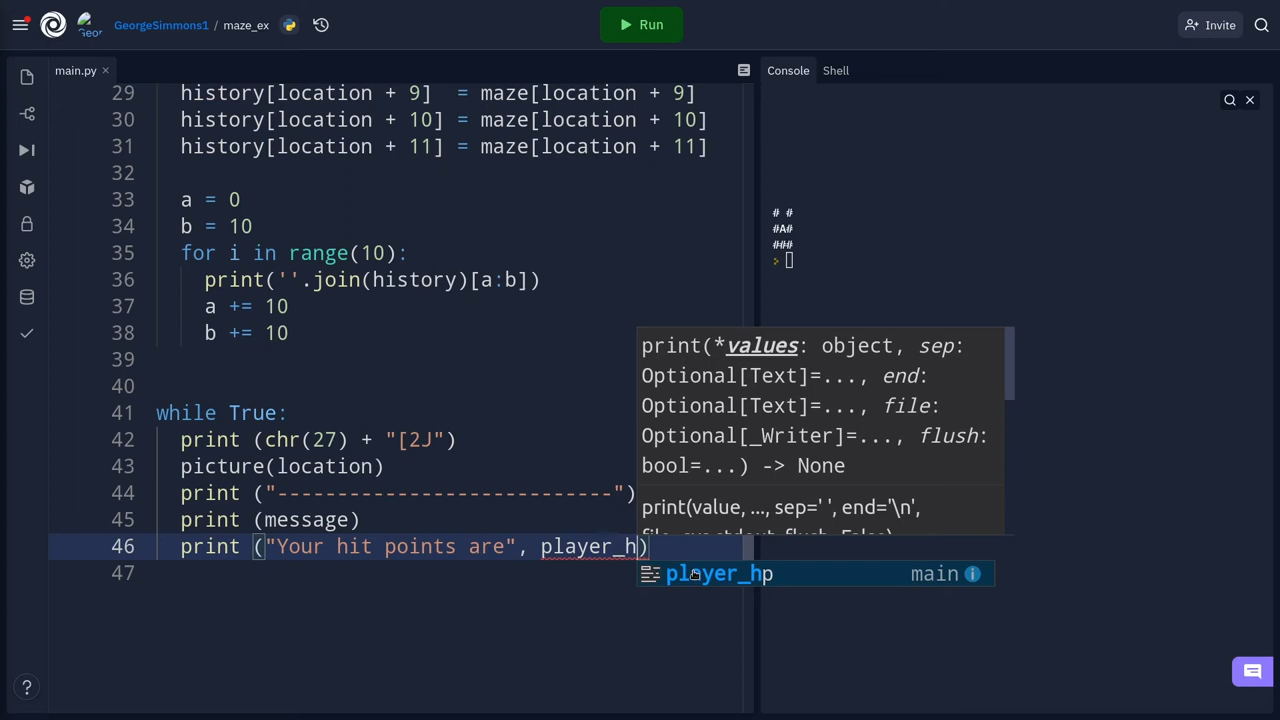 GeorgeSimmons1 / maze_ex
Run
Invite
main.py
Console
Shell
29 history[location + 9]  = maze[location + 9]
30 history[location + 10] = maze[location + 10]
31 history[location + 11] = maze[location + 11]
32
33 a = 0
34 b = 10
35 for i in range(10):
36 print(''.join(history)[a:b])
37 a += 10
38 b += 10
39
40
41 while True:
42 print (chr(27) + "[2J")
43 picture(location)
44 print ("----------------------------")
45 print (message)
46 print ("Your hit points are", player_h)
47
# #
#A#
###
>
print(*values: object, sep:
Optional[Text]=..., end:
Optional[Text]=..., file:
Optional[_Writer]=..., flush:
bool=...) -> None
print(value, ..., sep=' ', end='\n',
player_hp main